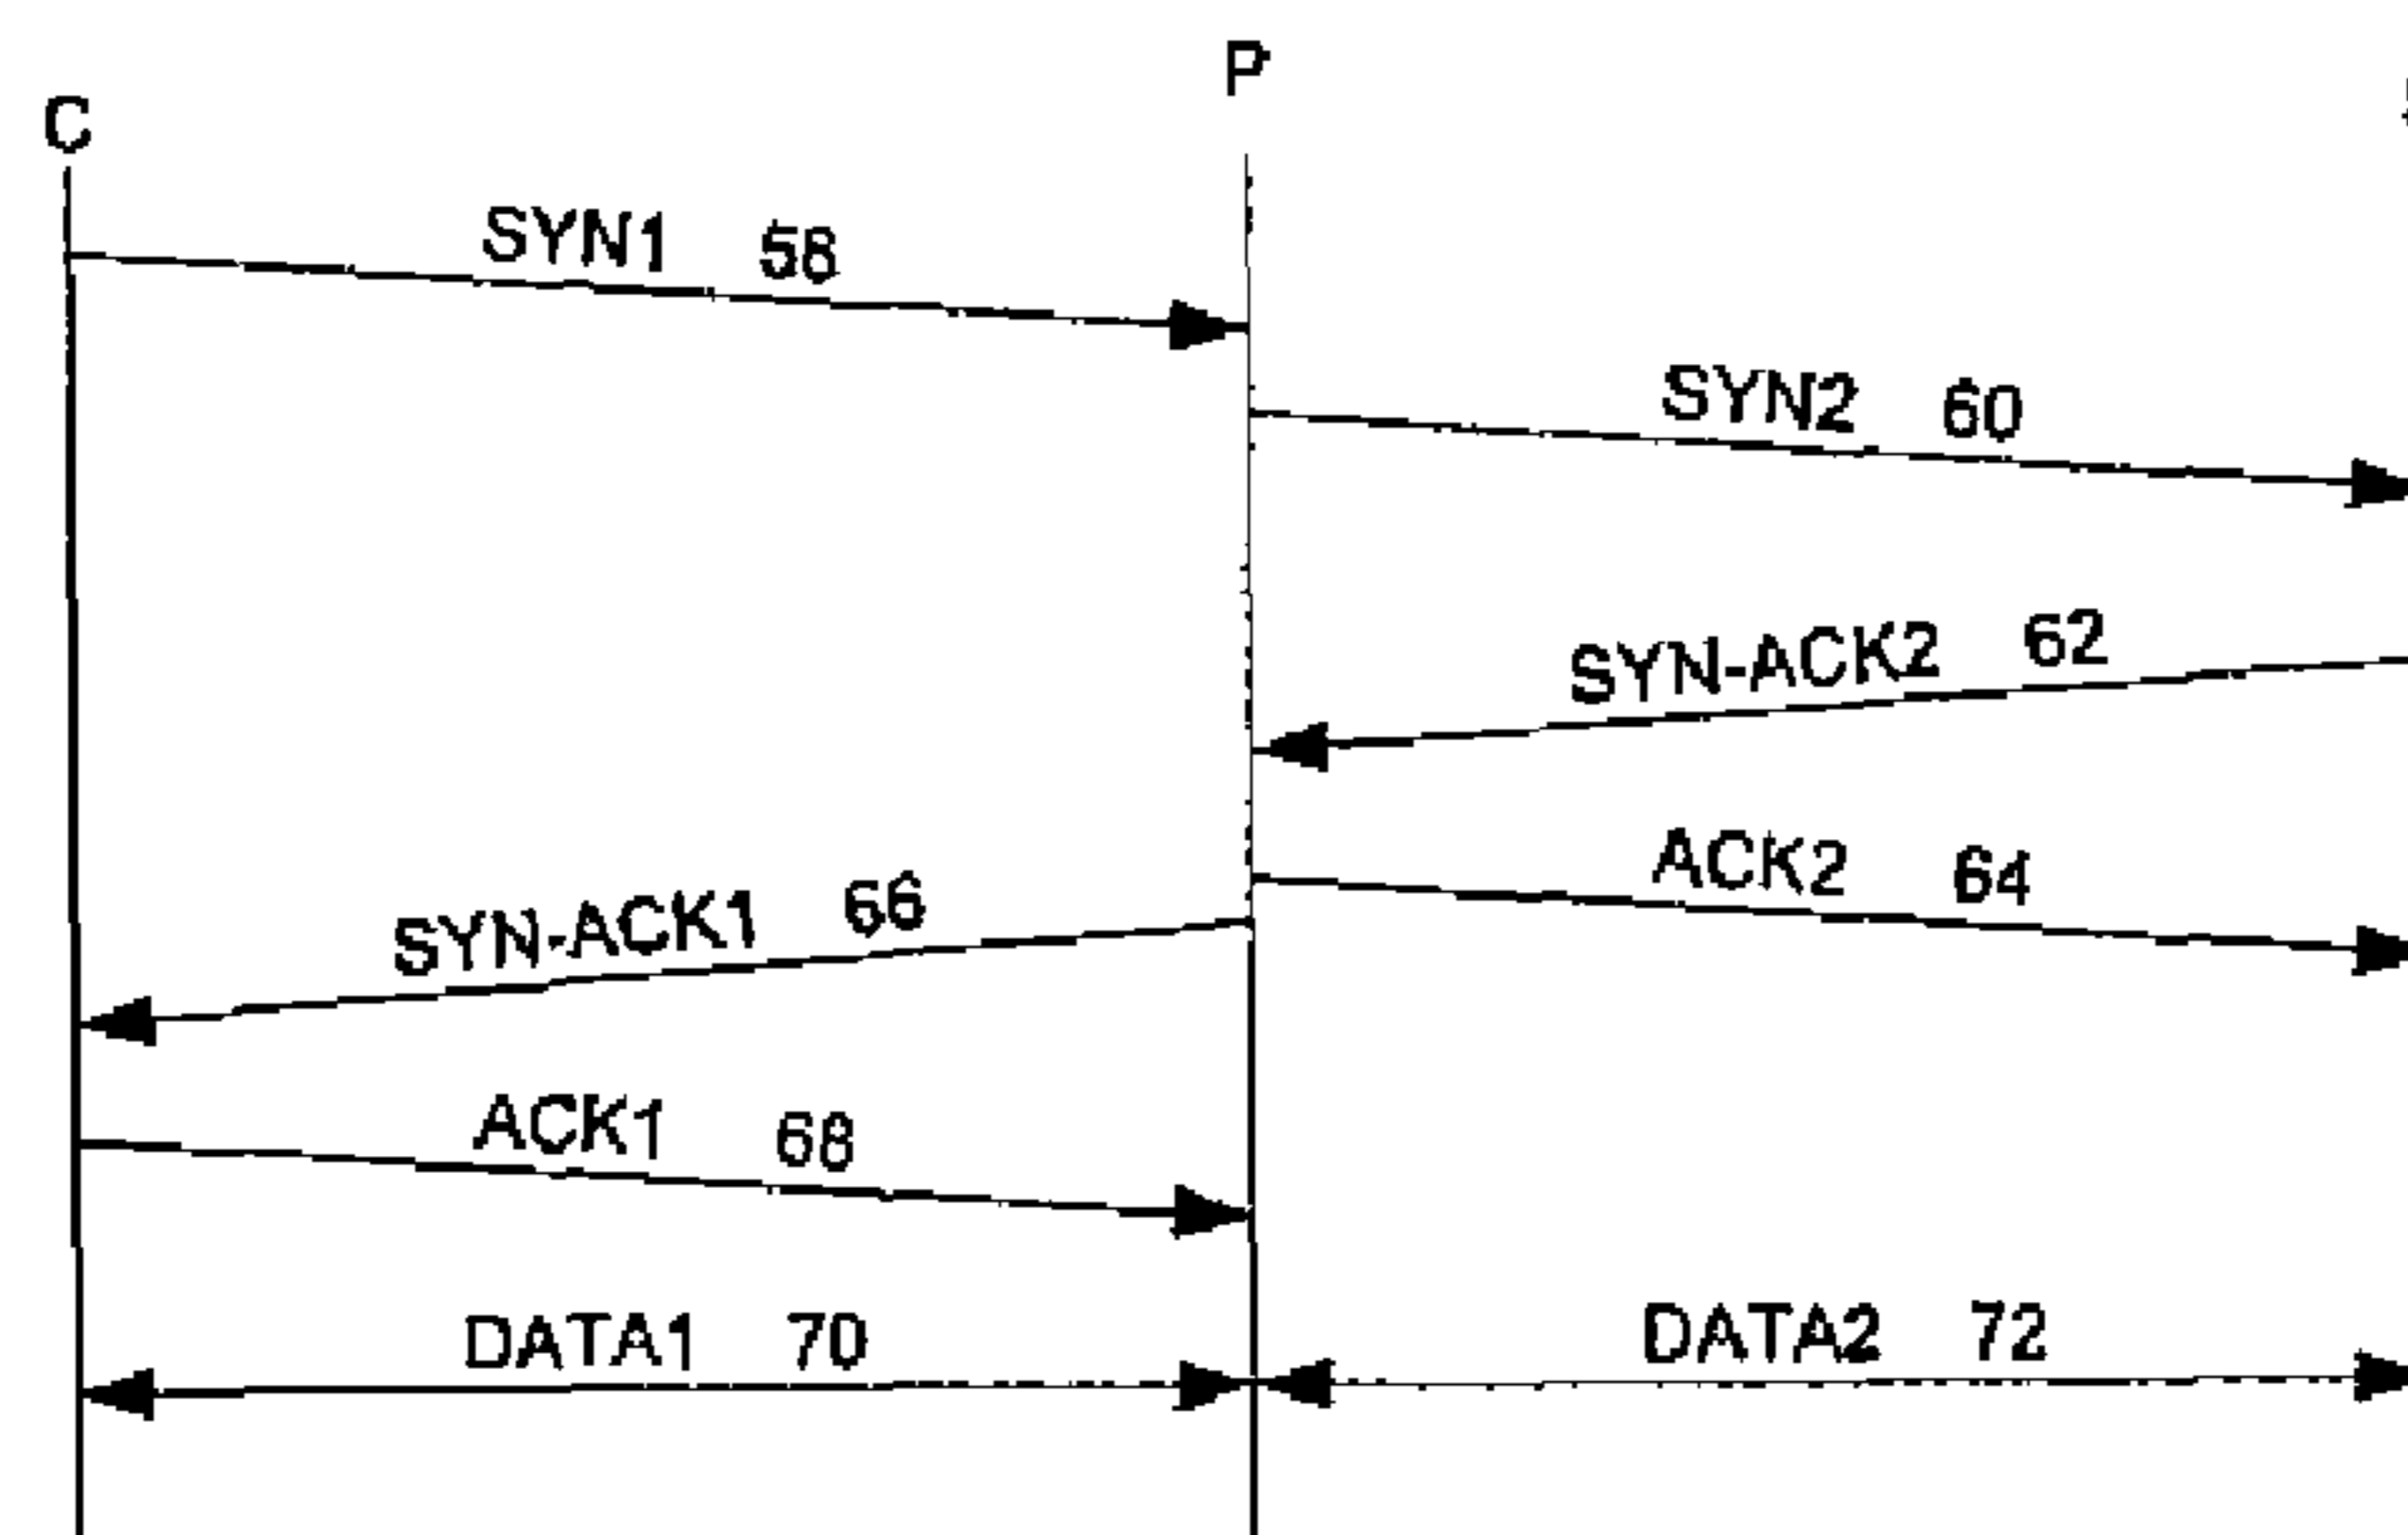 P
C
SYN1 58
SYN2 60
SYN-ACK2 62
ACK2 64
SYN-ACK1 66
ACK1 68
DATA1 70
DATA2 72